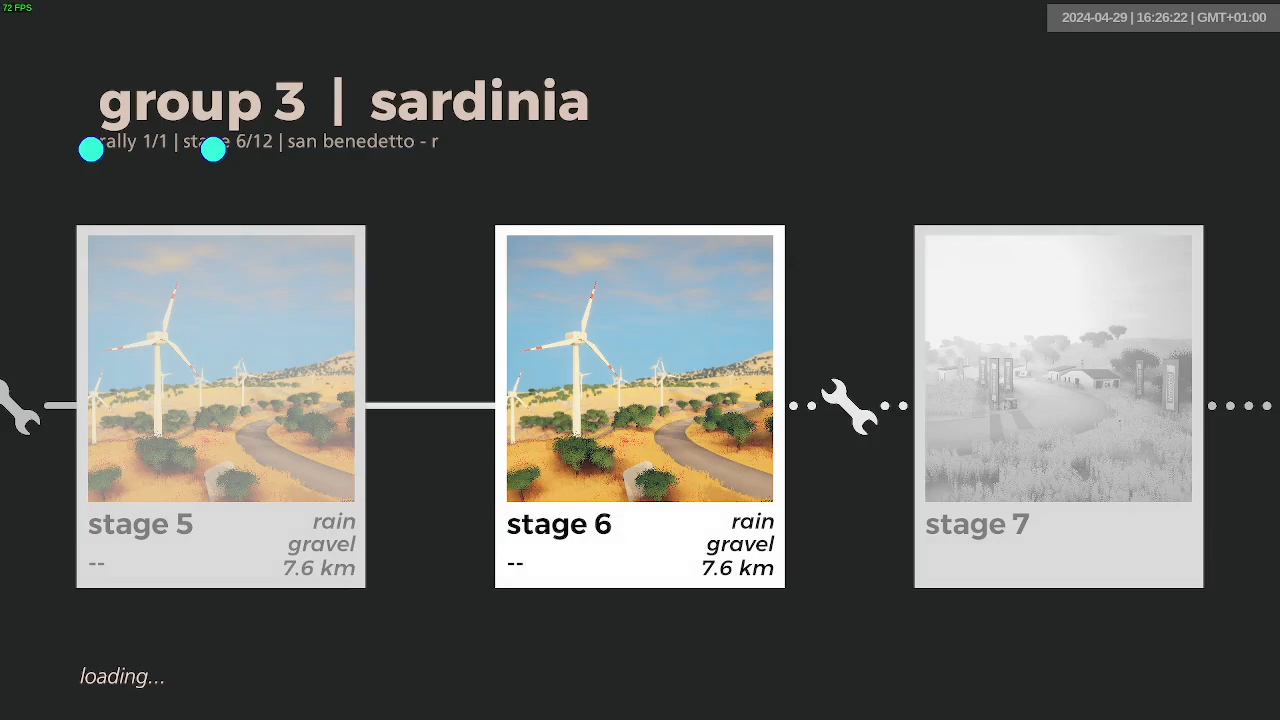 72 FPS
2024-04-29 | 16:26:22 | GMT+01:00
group 3 | sardinia
rally 1/1 | stage 6/12 | san benedetto - r
stage 5
rain
gravel
--
7.6 km
stage 6
rain
gravel
--
7.6 km
stage 7
loading...